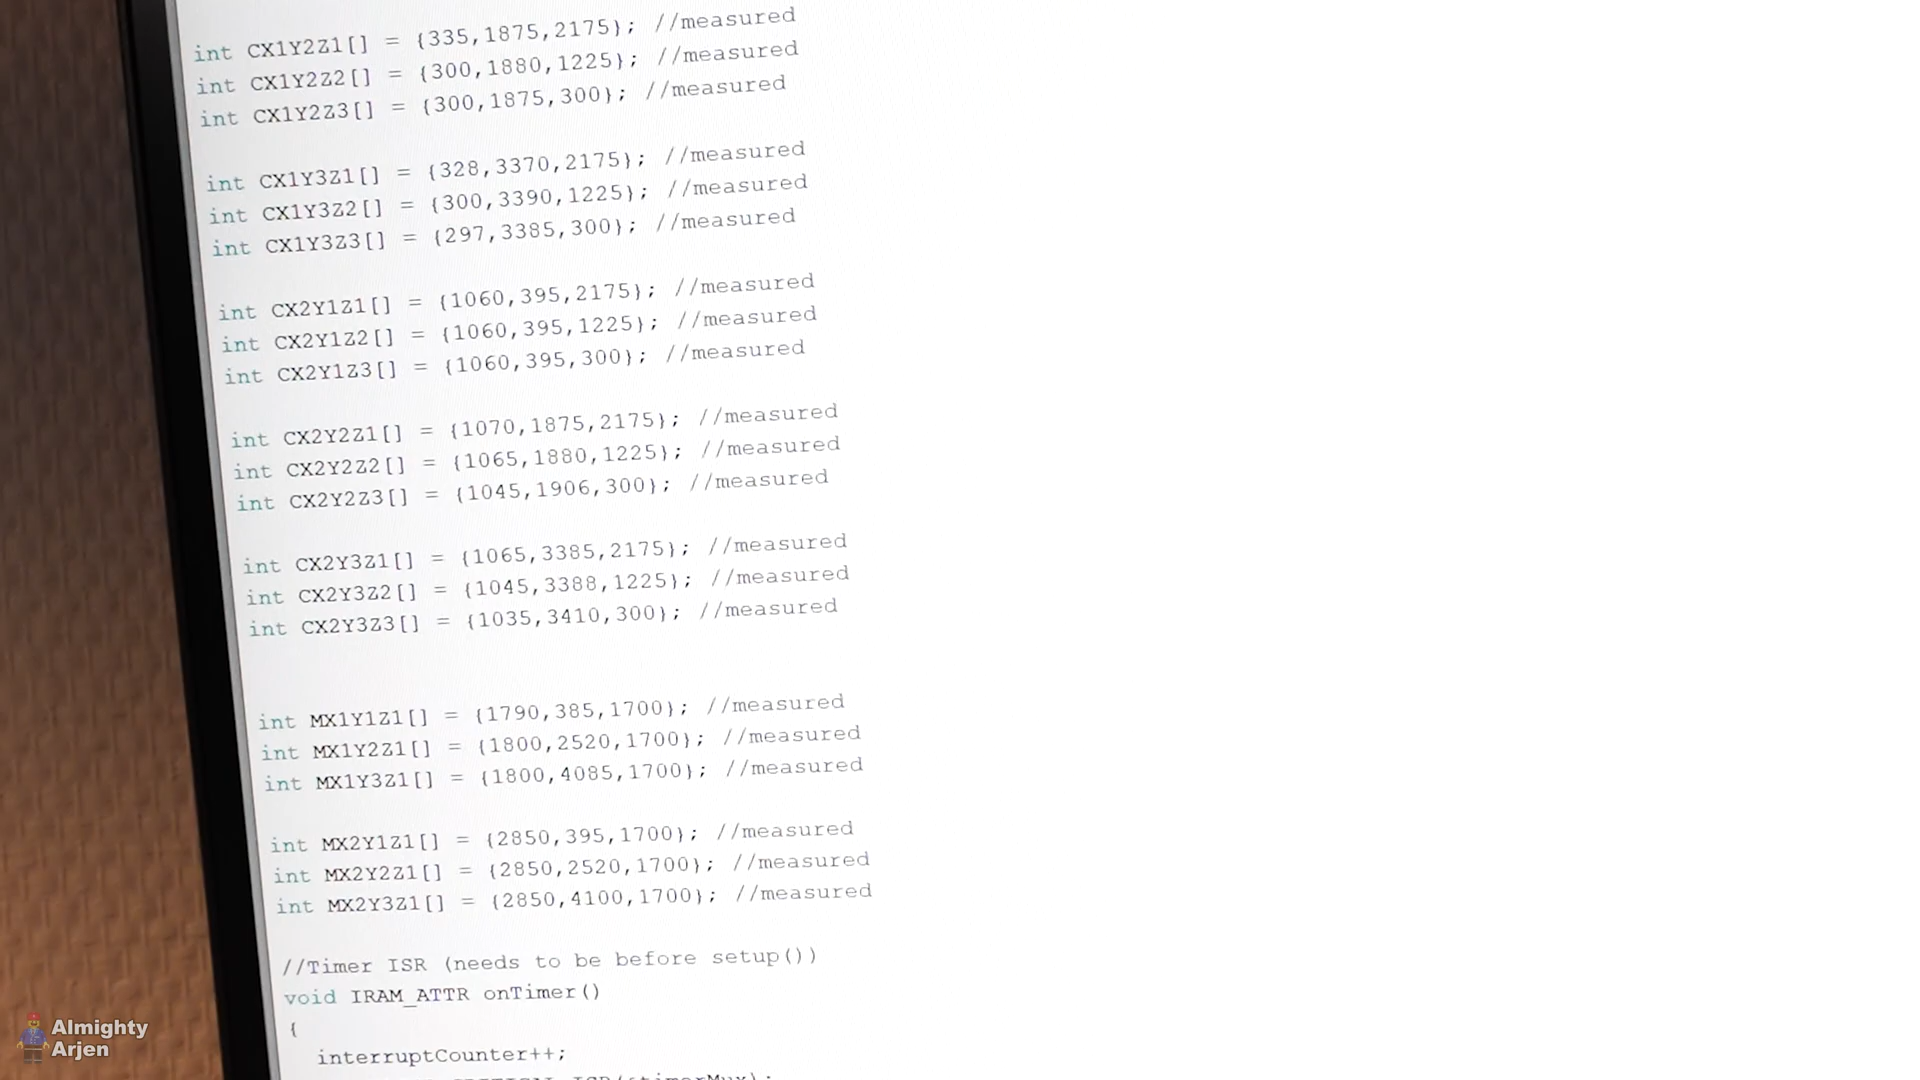 int CX1Y2Z1[] = {335,1875,2175}; //measured
int CX1Y2Z2[] = {300,1880,1225}; //measured
int CX1Y2Z3[] = {300,1875,300}; //measured
int CX1Y3Z1[] = {328,3370,2175}; //measured
int CX1Y3Z2[] = {300,3390,1225}; //measured
int CX1Y3Z3[] = {297,3385,300}; //measured
int CX2Y1Z1[] = {1060,395,2175}; //measured
int CX2Y1Z2[] = {1060,395,1225}; //measured
int CX2Y1Z3[] = {1060,395,300}; //measured
int CX2Y2Z1[] = {1070,1875,2175}; //measured
int CX2Y2Z2[] = {1065,1880,1225}; //measured
int CX2Y2Z3[] = {1045,1906,300}; //measured
int CX2Y3Z1[] = {1065,3385,2175}; //measured
int CX2Y3Z2[] = {1045,3388,1225}; //measured
int CX2Y3Z3[] = {1035,3410,300}; //measured
int MX1Y1Z1[] = {1790,385,1700}; //measured
int MX1Y2Z1[] = {1800,2520,1700}; //measured
int MX1Y3Z1[] = {1800,4085,1700}; //measured
int MX2Y1Z1[] = {2850,395,1700}; //measured
int MX2Y2Z1[] = {2850,2520,1700}; //measured
int MX2Y3Z1[] = {2850,4100,1700}; //measured
//Timer ISR (needs to be before setup())
void IRAM_ATTR onTimer()
{
interruptCounter++;
Almighty
Arjen